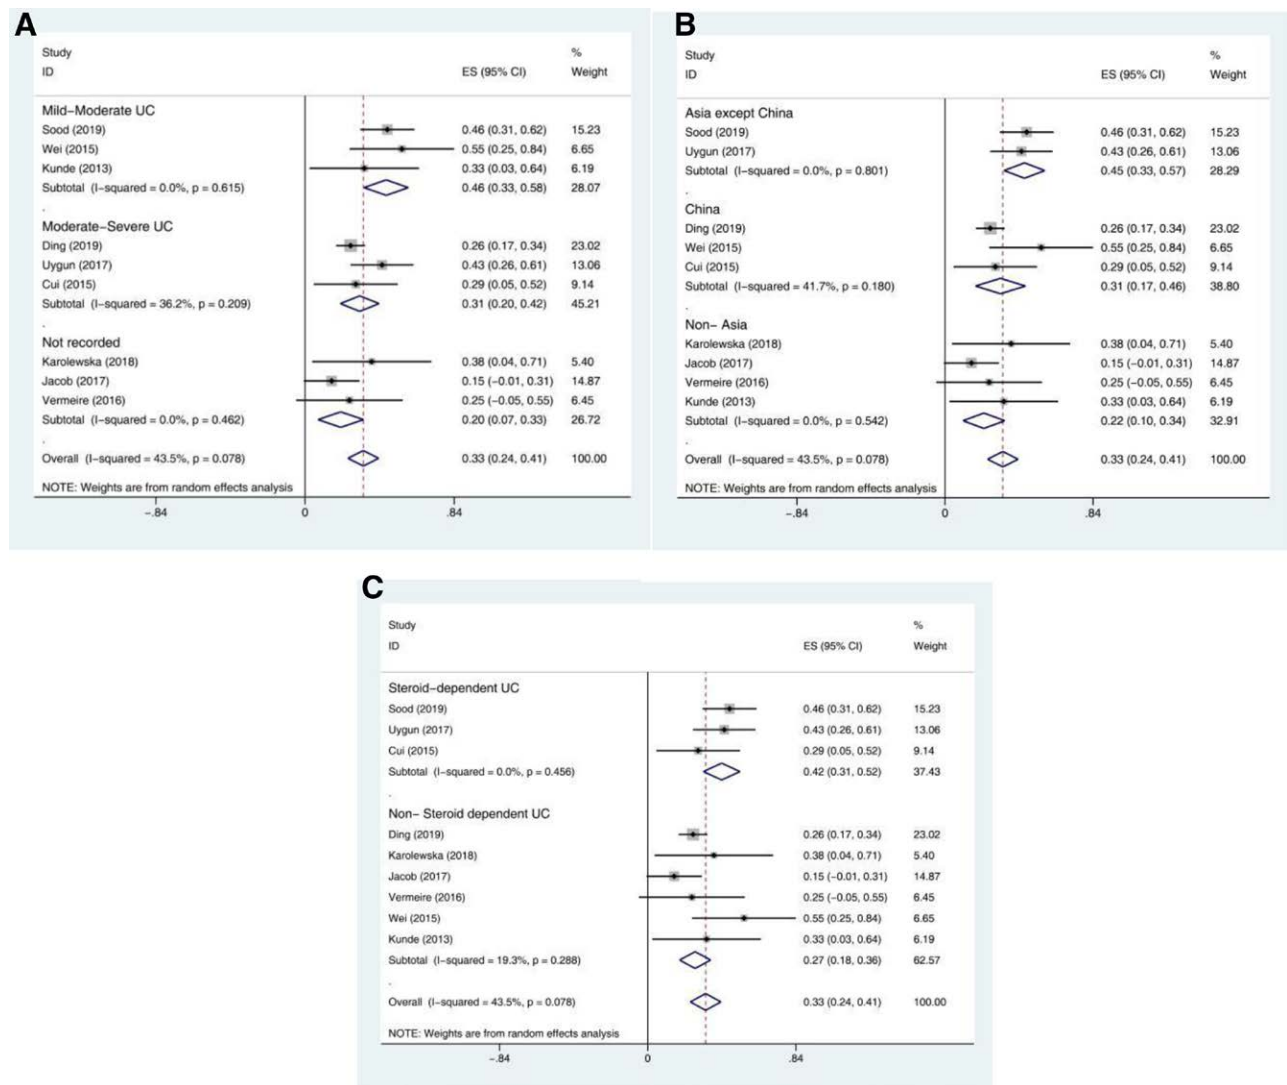 A
Study %
ID ES (95% CI) Weight
Mild−Moderate UC
Sood (2019) 0.46 (0.31, 0.62) 15.23
Wei (2015) 0.55 (0.25, 0.84) 6.65
Kunde (2013) 0.33 (0.03, 0.64) 6.19
Subtotal (I−squared = 0.0%, p = 0.615) 0.46 (0.33, 0.58) 28.07
.
Moderate−Severe UC
Ding (2019) 0.26 (0.17, 0.34) 23.02
Uygun (2017) 0.43 (0.26, 0.61) 13.06
Cui (2015) 0.29 (0.05, 0.52) 9.14
Subtotal (I−squared = 36.2%, p = 0.209) 0.31 (0.20, 0.42) 45.21
.
Not recorded
Karolewska (2018) 0.38 (0.04, 0.71) 5.40
Jacob (2017) 0.15 (−0.01, 0.31) 14.87
Vermeire (2016) 0.25 (−0.05, 0.55) 6.45
Subtotal (I−squared = 0.0%, p = 0.462) 0.20 (0.07, 0.33) 26.72
.
Overall (I−squared = 43.5%, p = 0.078) 0.33 (0.24, 0.41) 100.00
NOTE: Weights are from random effects analysis
−.84 0 .84
B
Study %
ID ES (95% CI) Weight
Asia except China
Sood (2019) 0.46 (0.31, 0.62) 15.23
Uygun (2017) 0.43 (0.26, 0.61) 13.06
Subtotal (I−squared = 0.0%, p = 0.801) 0.45 (0.33, 0.57) 28.29
.
China
Ding (2019) 0.26 (0.17, 0.34) 23.02
Wei (2015) 0.55 (0.25, 0.84) 6.65
Cui (2015) 0.29 (0.05, 0.52) 9.14
Subtotal (I−squared = 41.7%, p = 0.180) 0.31 (0.17, 0.46) 38.80
.
Non− Asia
Karolewska (2018) 0.38 (0.04, 0.71) 5.40
Jacob (2017) 0.15 (−0.01, 0.31) 14.87
Vermeire (2016) 0.25 (−0.05, 0.55) 6.45
Kunde (2013) 0.33 (0.03, 0.64) 6.19
Subtotal (I−squared = 0.0%, p = 0.542) 0.22 (0.10, 0.34) 32.91
.
Overall (I−squared = 43.5%, p = 0.078) 0.33 (0.24, 0.41) 100.00
NOTE: Weights are from random effects analysis
−.84 0 .84
C
Study %
ID ES (95% CI) Weight
Steroid−dependent UC
Sood (2019) 0.46 (0.31, 0.62) 15.23
Uygun (2017) 0.43 (0.26, 0.61) 13.06
Cui (2015) 0.29 (0.05, 0.52) 9.14
Subtotal (I−squared = 0.0%, p = 0.456) 0.42 (0.31, 0.52) 37.43
.
Non− Steroid dependent UC
Ding (2019) 0.26 (0.17, 0.34) 23.02
Karolewska (2018) 0.38 (0.04, 0.71) 5.40
Jacob (2017) 0.15 (−0.01, 0.31) 14.87
Vermeire (2016) 0.25 (−0.05, 0.55) 6.45
Wei (2015) 0.55 (0.25, 0.84) 6.65
Kunde (2013) 0.33 (0.03, 0.64) 6.19
Subtotal (I−squared = 19.3%, p = 0.288) 0.27 (0.18, 0.36) 62.57
.
Overall (I−squared = 43.5%, p = 0.078) 0.33 (0.24, 0.41) 100.00
NOTE: Weights are from random effects analysis
−.84 0 .84